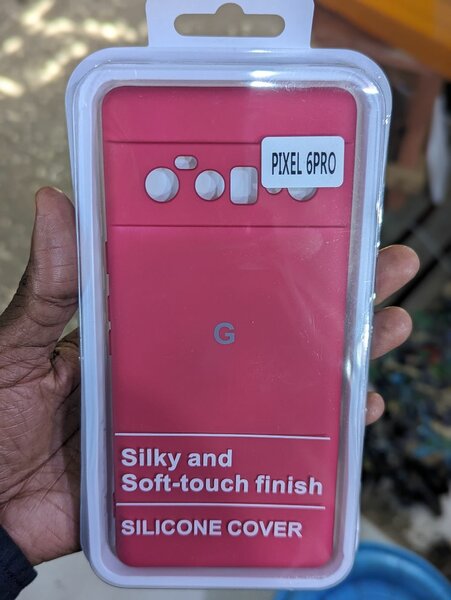 PIXEL 6PRO
G
Silky and
Soft-touch finish
SILICONE COVER